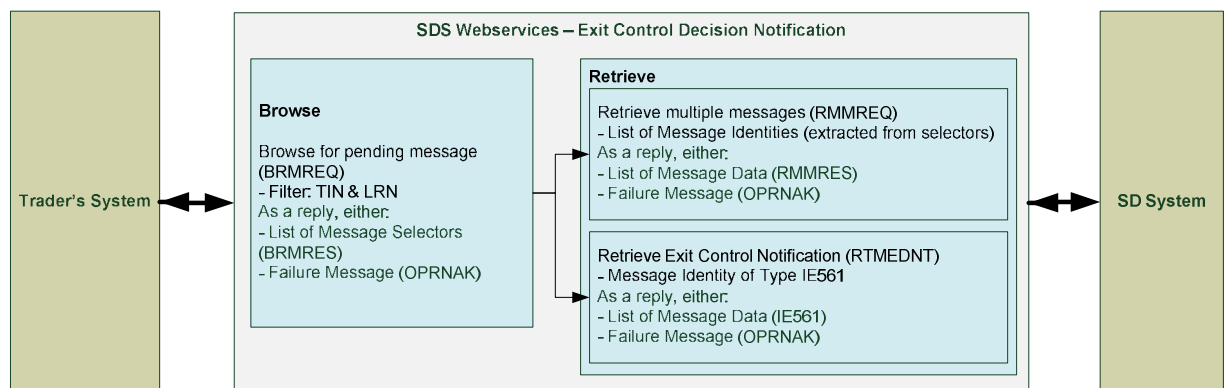 SDS Webservices – Exit Control Decision Notification
Trader's System
Browse
Browse for pending message
(BRMREQ)
- Filter: TIN & LRN
As a reply, either:
- List of Message Selectors
(BRMRES)
- Failure Message (OPRNAK)
Retrieve
Retrieve multiple messages (RMMREQ)
- List of Message Identities (extracted from selectors)
As a reply, either:
- List of Message Data (RMMRES)
- Failure Message (OPRNAK)
Retrieve Exit Control Notification (RTMEDNT)
- Message Identity of Type IE561
As a reply, either:
- List of Message Data (IE561)
- Failure Message (OPRNAK)
SD System